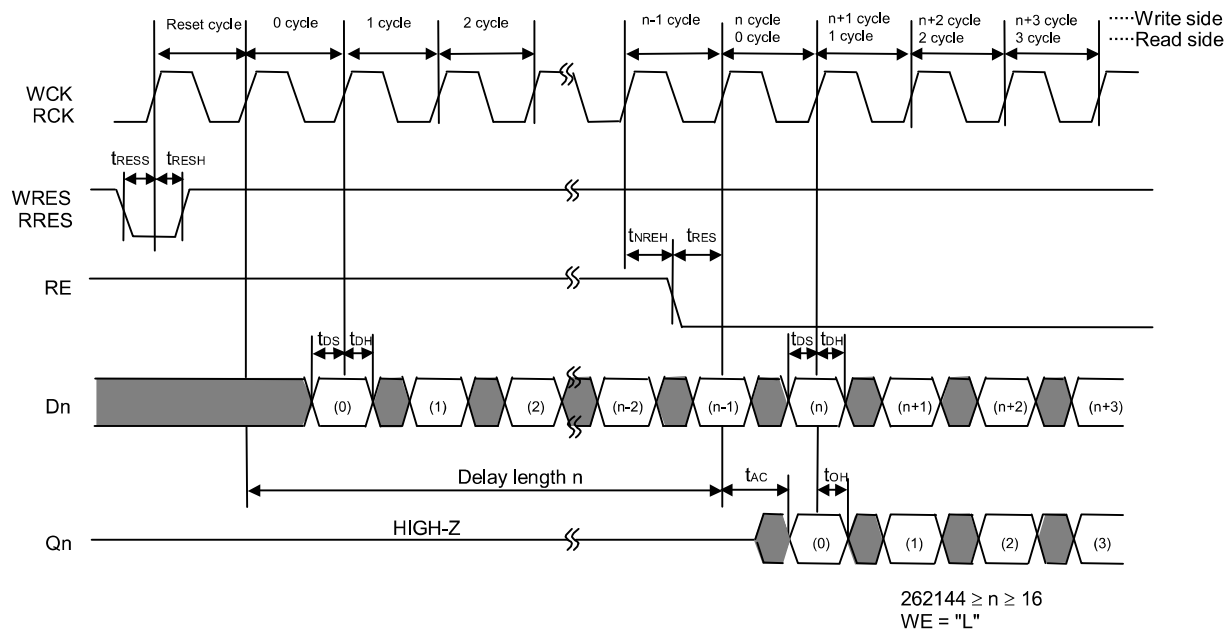 Reset cycle 0 cycle 1 cycle 2 cycle n-1 cycle n cycle n+1 cycle n+2 cycle n+3 cycle ·····Write side
0 cycle 1 cycle 2 cycle 3 cycle ·····Read side
WCK
RCK
tRESS tRESH
WRES
RRES
tNREH tRES
RE
tDS tDH tDS tDH
Dn (0) (1) (2) (n-2) (n-1) (n) (n+1) (n+2) (n+3)
Delay length n tAC tOH
HIGH-Z
Qn (0) (1) (2) (3)
262144 ≥ n ≥ 16
WE = "L"